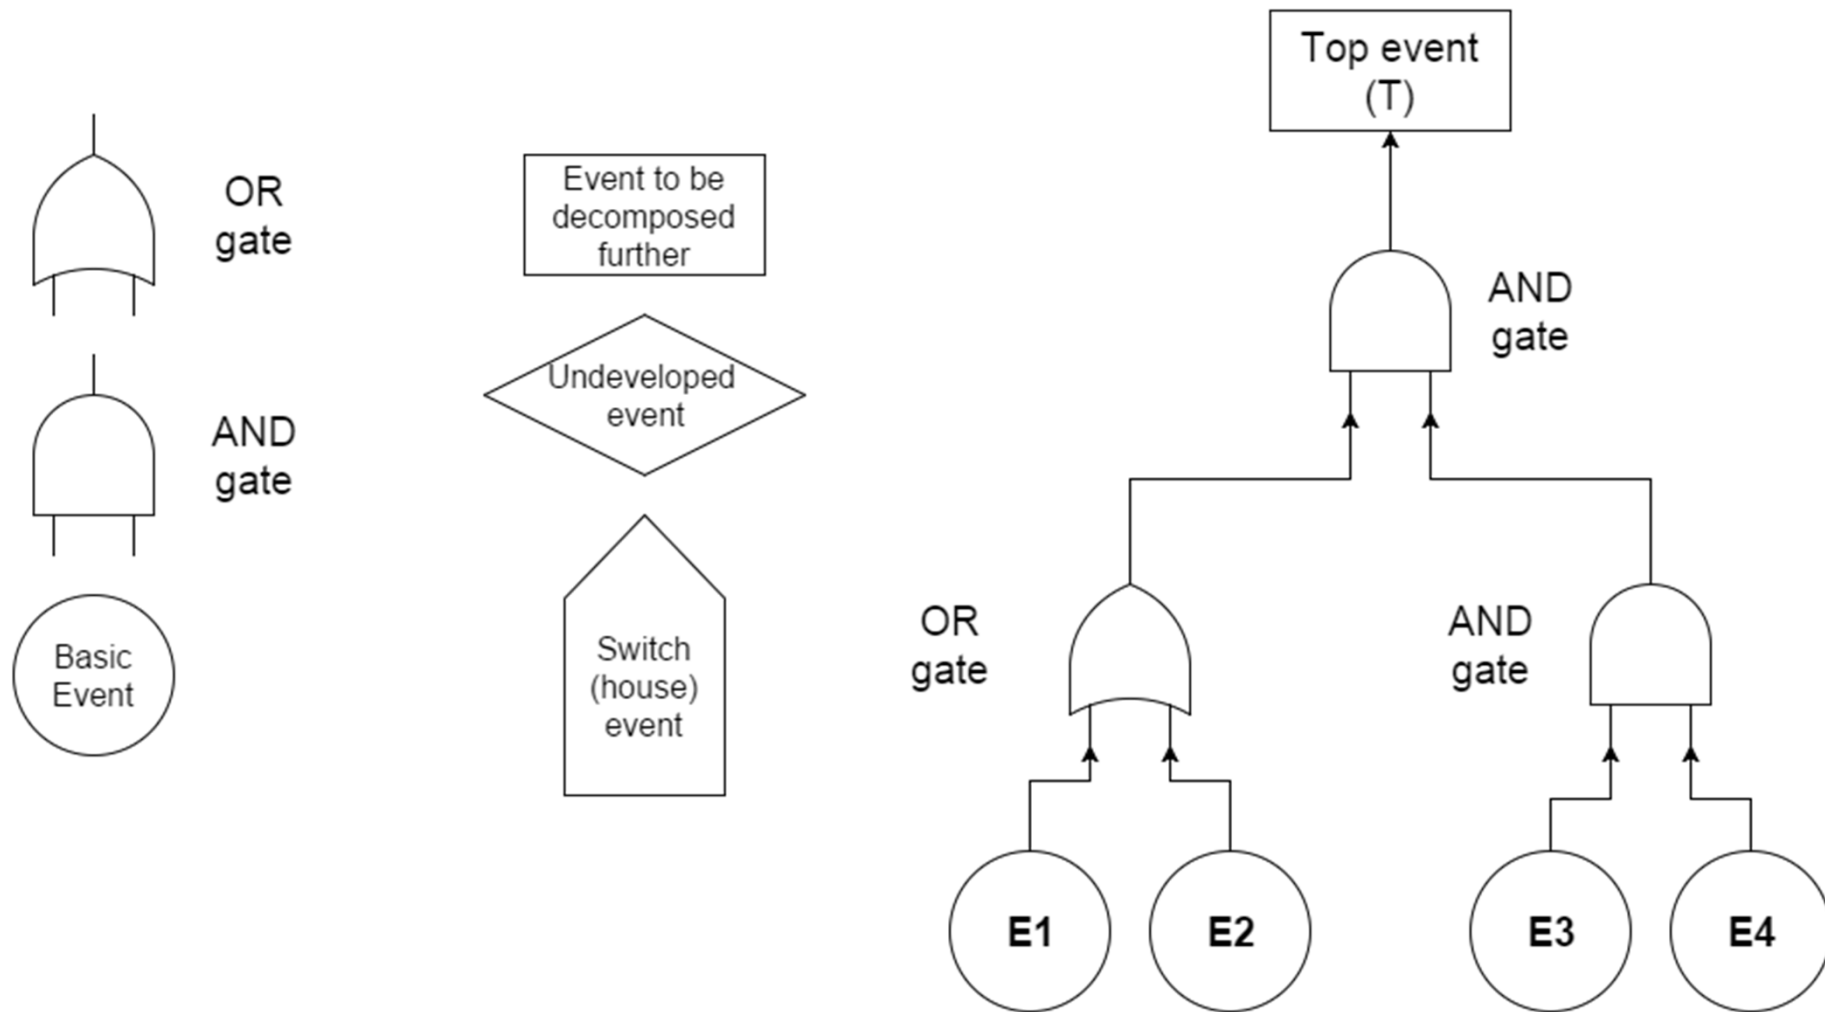 OR
gate
AND
gate
Basic
Event
Event to be
decomposed
further
Undeveloped
event
Switch
(house)
event
Top event
(T)
AND
gate
OR
gate
AND
gate
E1
E2
E3
E4